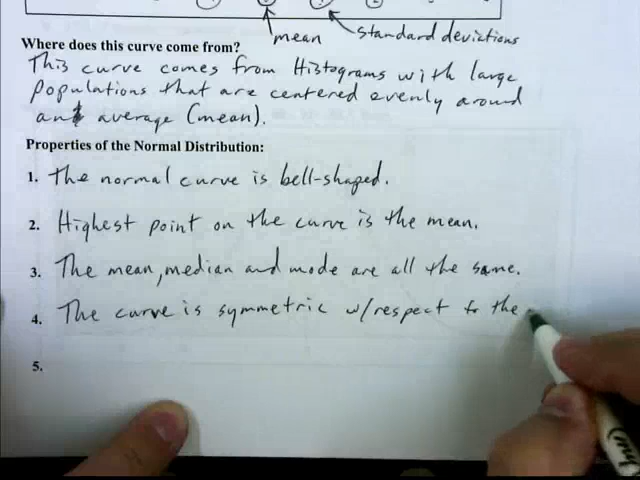 mean
standard devictions
Where does this curve come from?
This curve comes from Histograms with large
populations that are centered evenly around
an average (mean).
Properties of the Normal Distribution:
1. The normal curve is bell-shaped.
2. Highest point on the curve is the mean.
3. The mean, median and mode are all the same.
4. The curve is symmetric w/respect to the
5.